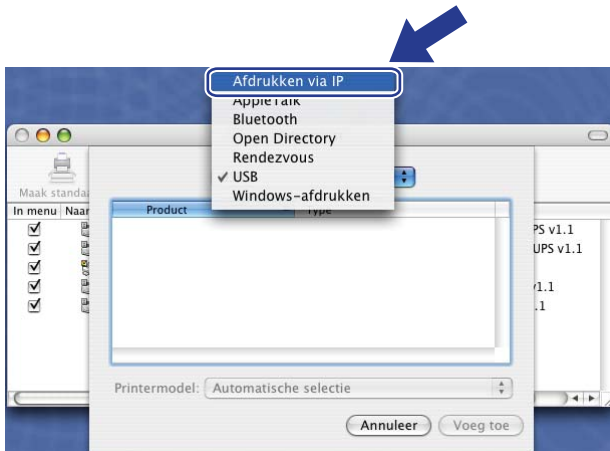 Afdrukken via IP
AppleTalk
Bluetooth
Open Directory
Rendezvous
✓ USB
Windows-afdrukken
Maak standaa
In menu Naar
Product Type
PS v1.1
UPS v1.1
v1.1
.1
Printermodel: Automatische selectie
Annuleer Voeg toe